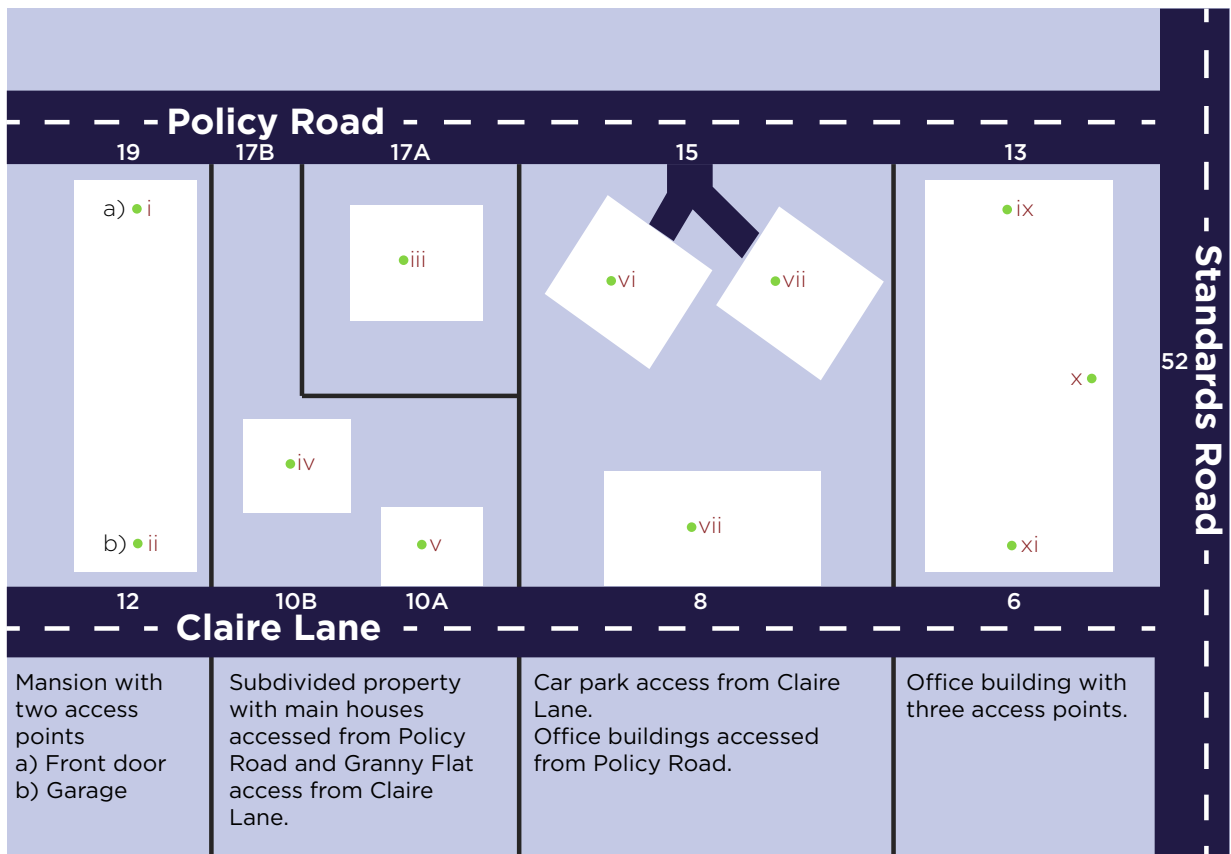 Policy Road
19
17B
17A
15
13
a) i
iii
vi
vii
ix
x
52
Standards Road
iv
b) ii
v
vii
xi
12
10B
10A
8
6
Claire Lane
Mansion with
two access
points
a) Front door
b) Garage
Subdivided property
with main houses
accessed from Policy
Road and Granny Flat
access from Claire
Lane.
Car park access from Claire
Lane.
Office buildings accessed
from Policy Road.
Office building with
three access points.